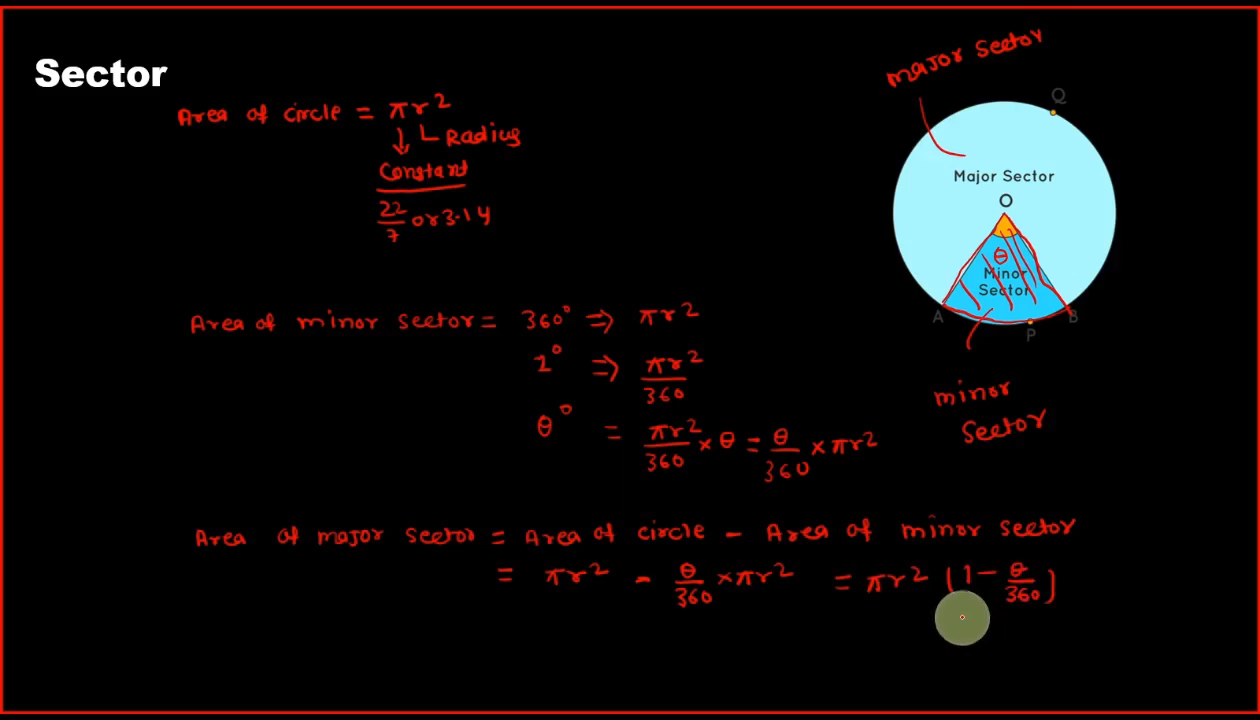 Sector
Area of circle = πr²
Radius
Constant
22/7 or 3.14
Area of minor sector = 360° ⇒ πr²
1° ⇒ πr²/360
θ° = πr²/360 × θ = θ/360 × πr²
Area of major sector = Area of circle - Area of minor sector
= πr² - θ/360 × πr² = πr² (1 - θ/360)
major sector
Q
Major Sector
O
θ
Minor
Sector
A
B
P
minor
sector